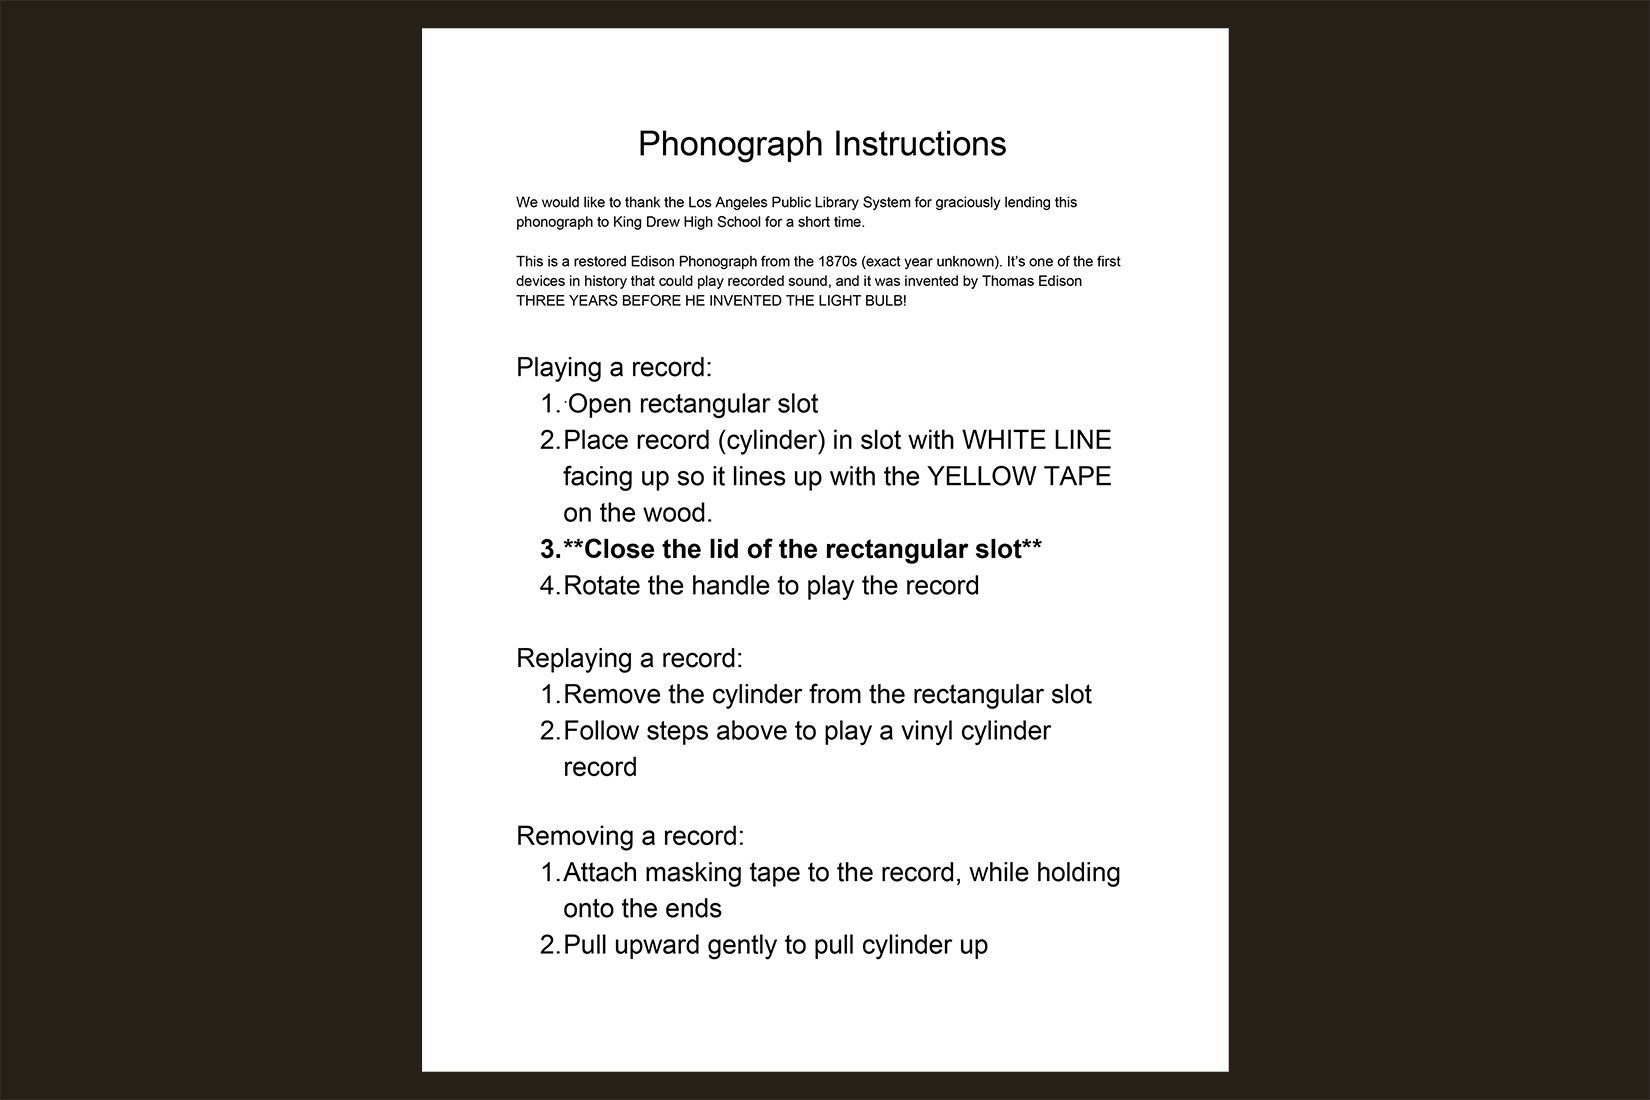 Phonograph Instructions
We would like to thank the Los Angeles Public Library System for graciously lending this
phonograph to King Drew High School for a short time.
This is a restored Edison Phonograph from the 1870s (exact year unknown). It’s one of the first
devices in history that could play recorded sound, and it was invented by Thomas Edison
THREE YEARS BEFORE HE INVENTED THE LIGHT BULB!
Playing a record:
1. Open rectangular slot
2. Place record (cylinder) in slot with WHITE LINE
facing up so it lines up with the YELLOW TAPE
on the wood.
3. **Close the lid of the rectangular slot**
4. Rotate the handle to play the record
Replaying a record:
1. Remove the cylinder from the rectangular slot
2. Follow steps above to play a vinyl cylinder
record
Removing a record:
1. Attach masking tape to the record, while holding
onto the ends
2. Pull upward gently to pull cylinder up